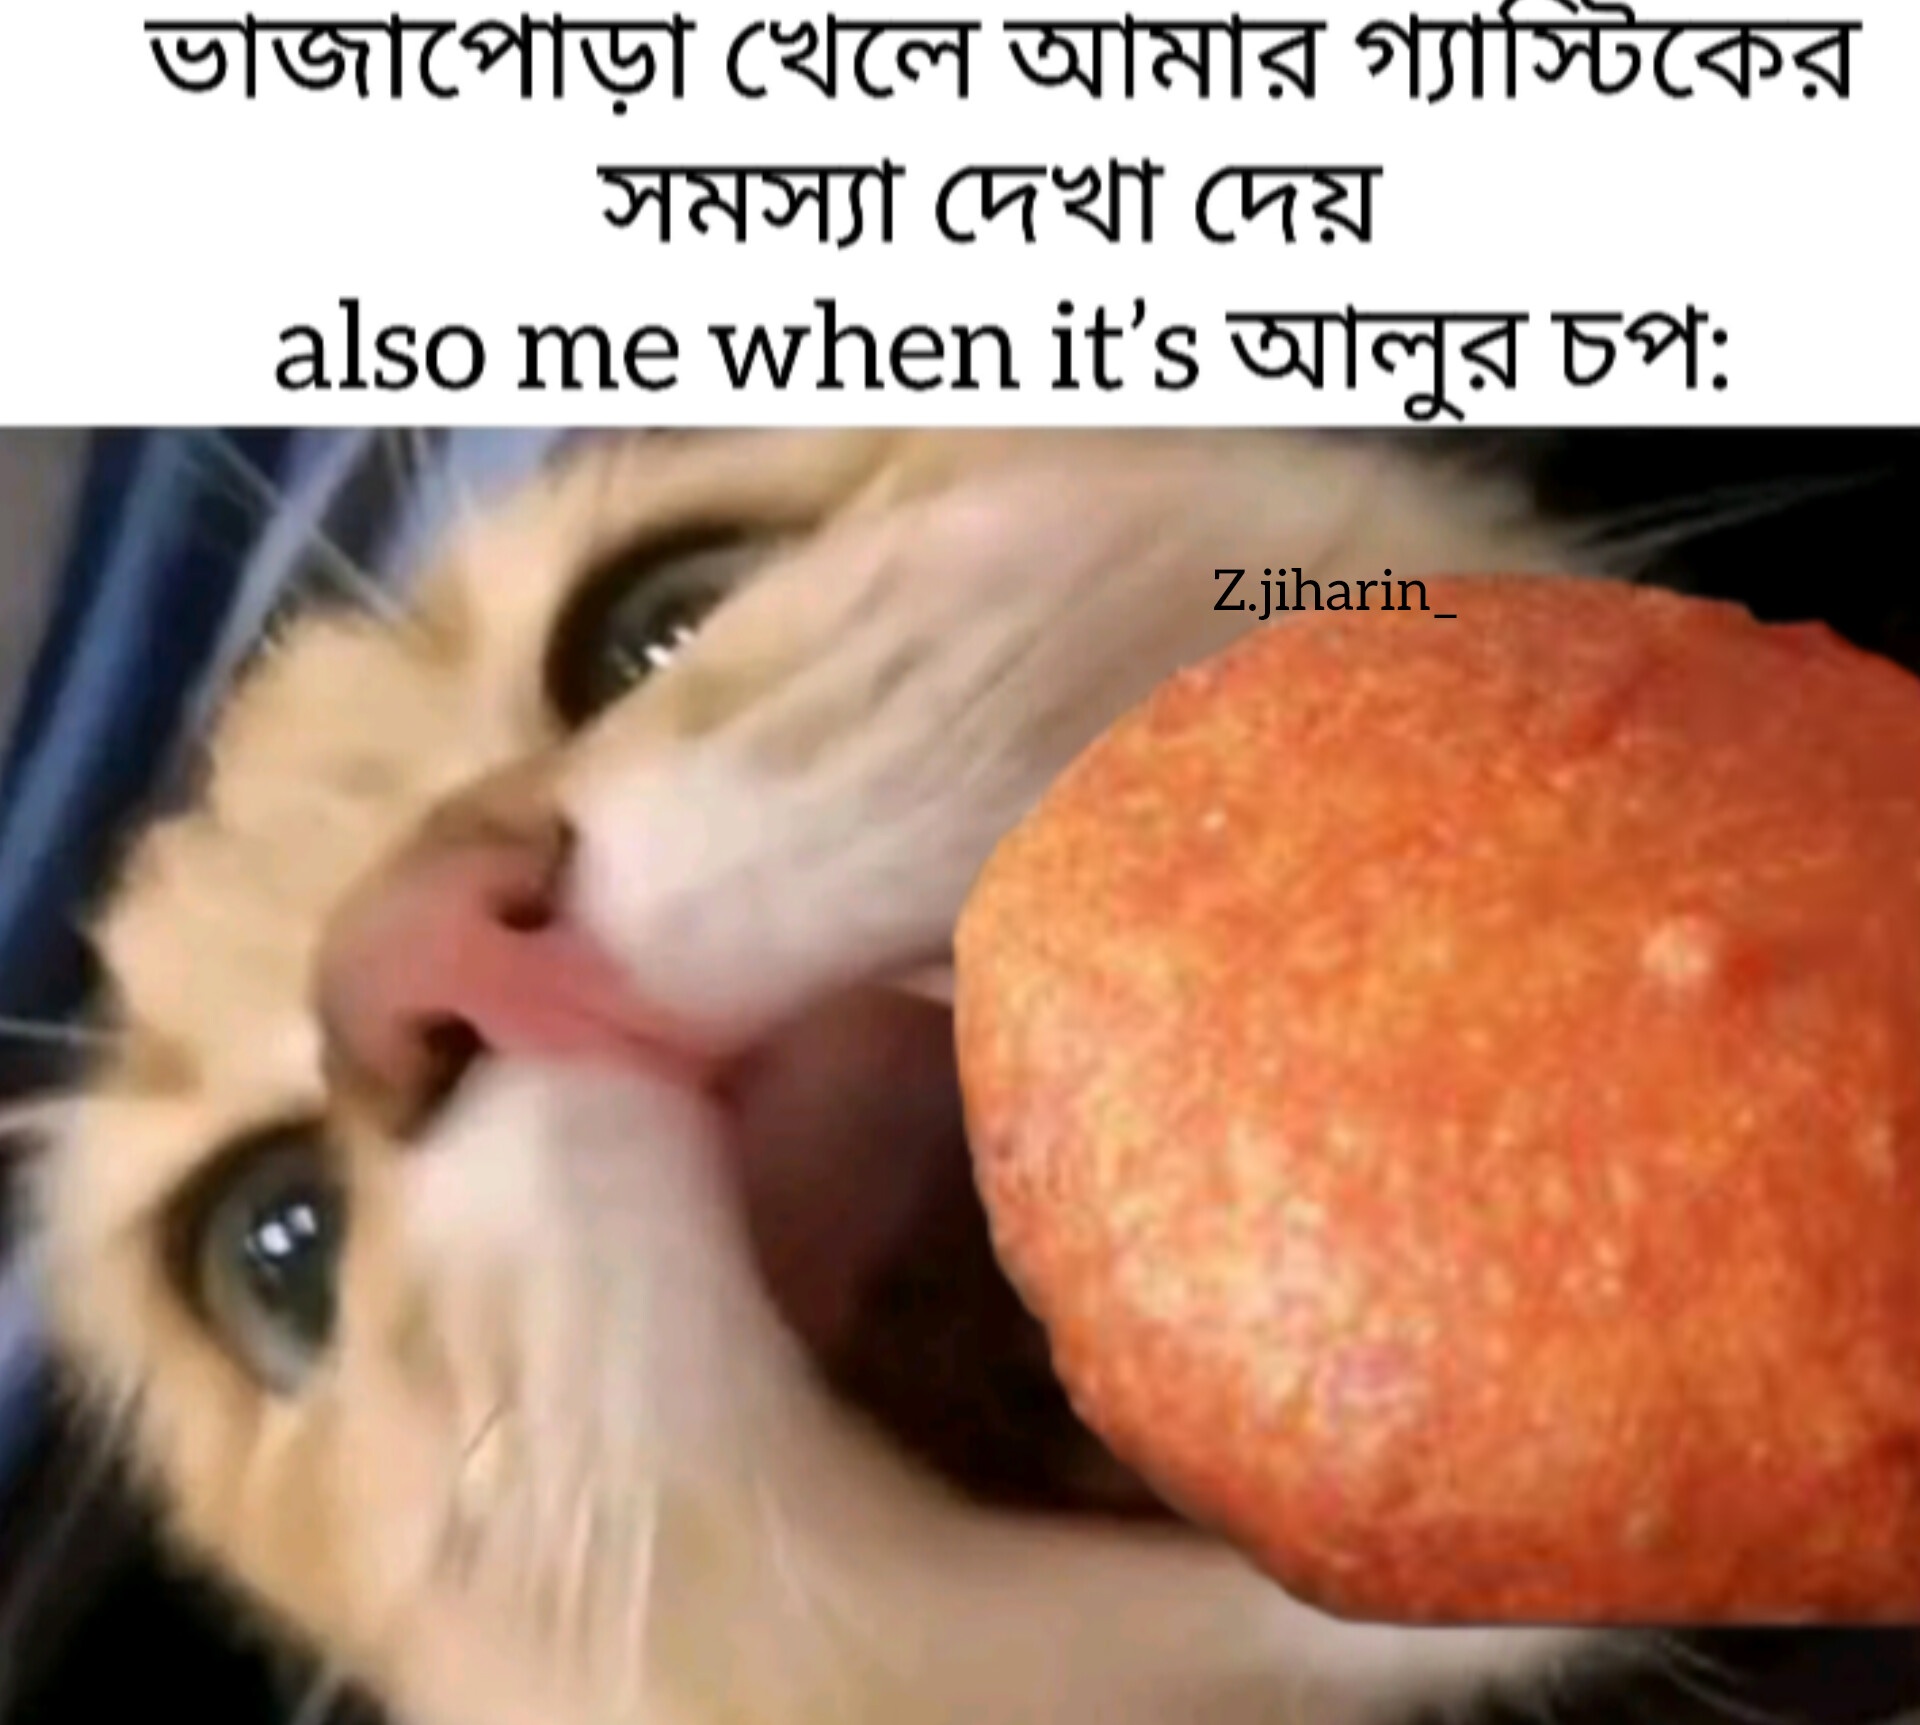 ভাজাপোড়া খেলে আমার গ্যাস্টিকের
সমস্যা দেখা দেয়
also me when it’s আলুর চপ:
Z.jiharin_